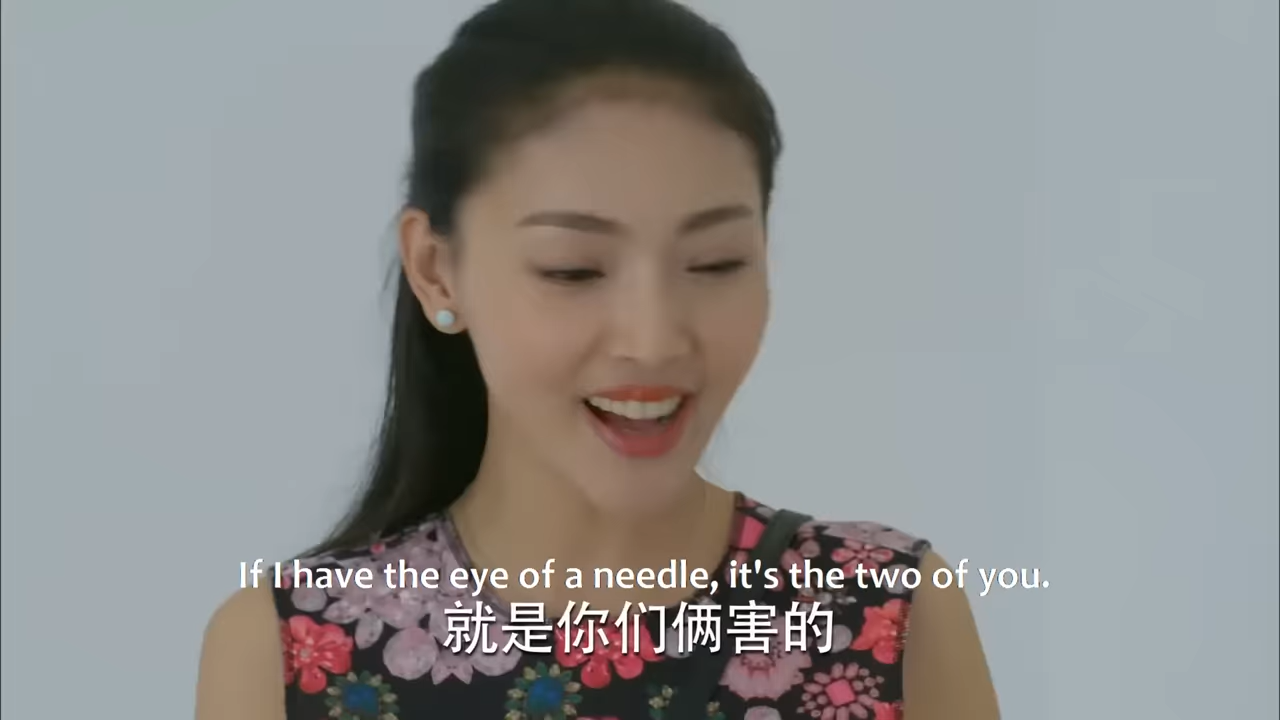 If I have the eye of a needle, it's the two of you.
就是你们俩害的